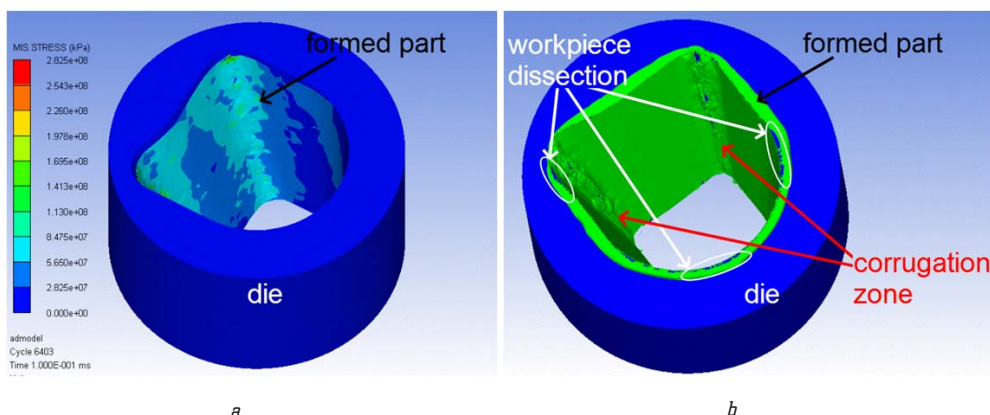 MIS.STRESS (kPa)
2.825e+08
2.543e+08
2.260e+08
1.978e+08
1.695e+08
1.413e+08
1.130e+08
8.475e+07
5.650e+07
2.825e+07
0.000e+00
admodel
Cycle 6403
Time 1.000E-001 ms
formed part
die
a
workpiece
dissection
formed part
corrugation
zone
die
b